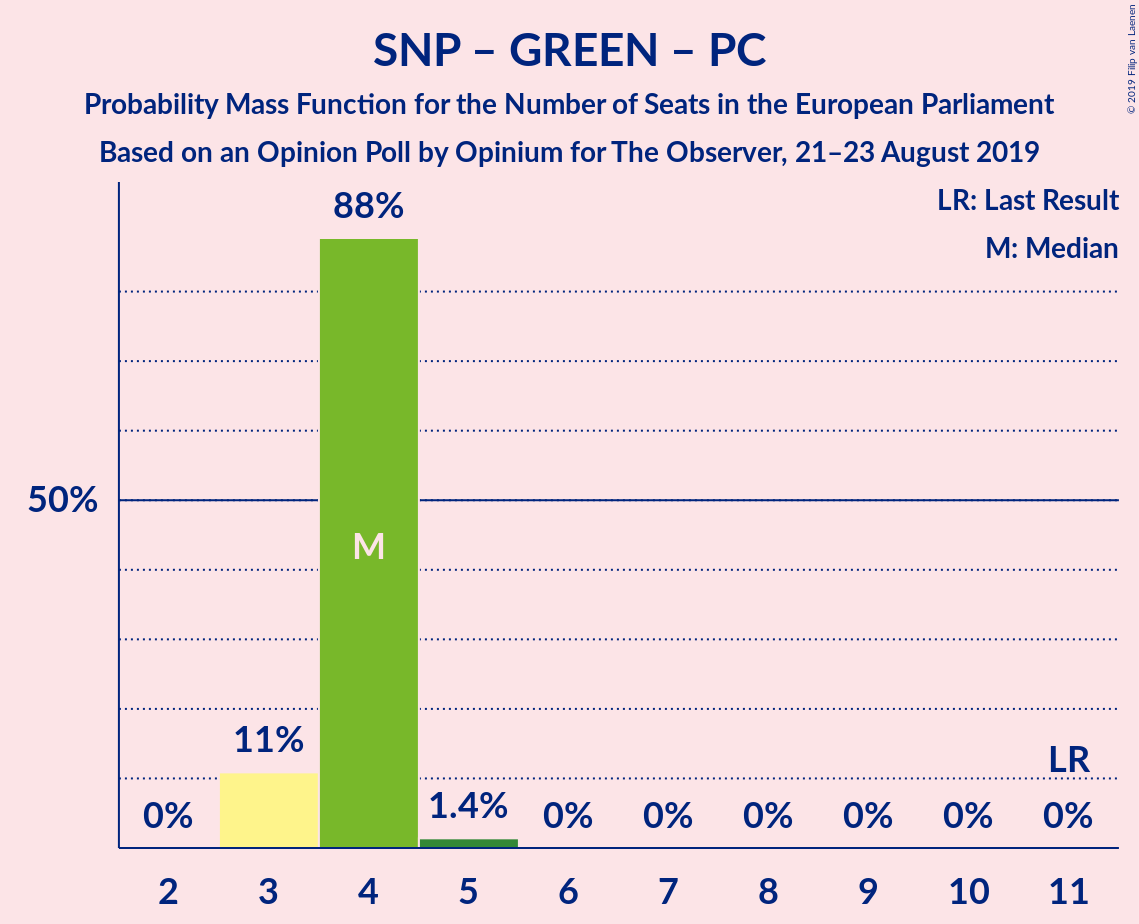 SNP – GREEN – PC
Probability Mass Function for the Number of Seats in the European Parliament
Based on an Opinion Poll by Opinium for The Observer, 21–23 August 2019
© 2019 Filip van Laenen
LR: Last Result
M: Median
88%
50%
M
11%
LR
1.4%
0% 0% 0% 0% 0% 0% 0%
2 3 4 5 6 7 8 9 10 11